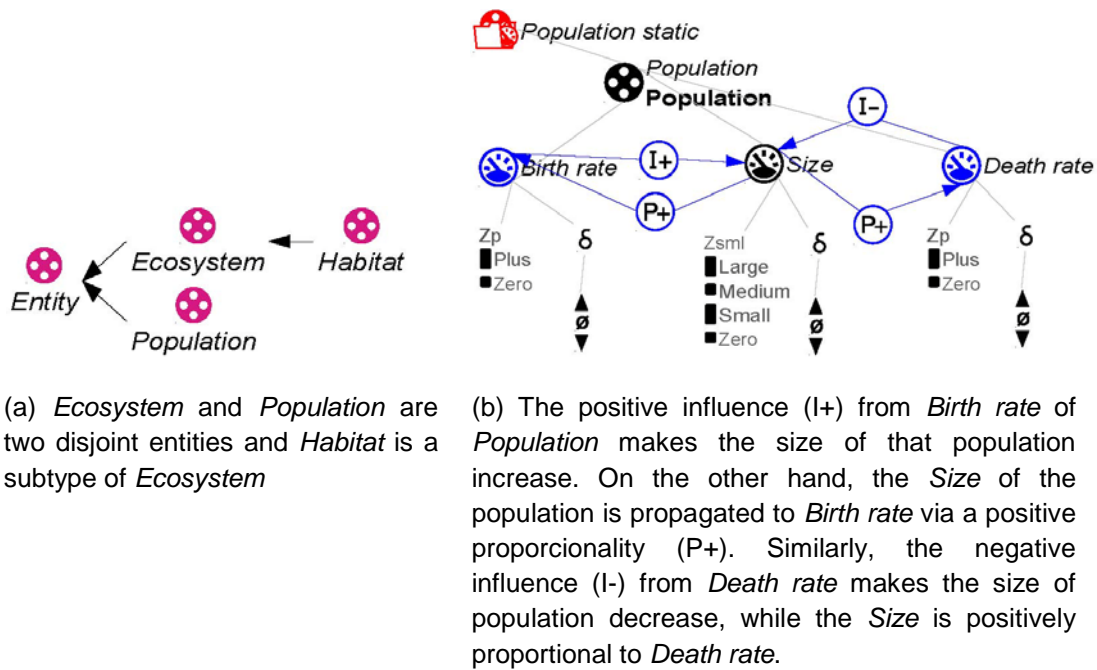 Population static
Population
Population
I-
Birth rate
I+
Size
Death rate
P+
P+
Zp
Plus
Zero
δ
ø
Zsml
Large
Medium
Small
Zero
δ
ø
Zp
Plus
Zero
δ
ø
Ecosystem
Habitat
Entity
Population
(a) Ecosystem and Population are
two disjoint entities and Habitat is a
subtype of Ecosystem
(b) The positive influence (I+) from Birth rate of
Population makes the size of that population
increase. On the other hand, the Size of the
population is propagated to Birth rate via a positive
proporcionality (P+). Similarly, the negative
influence (I-) from Death rate makes the size of
population decrease, while the Size is positively
proportional to Death rate.